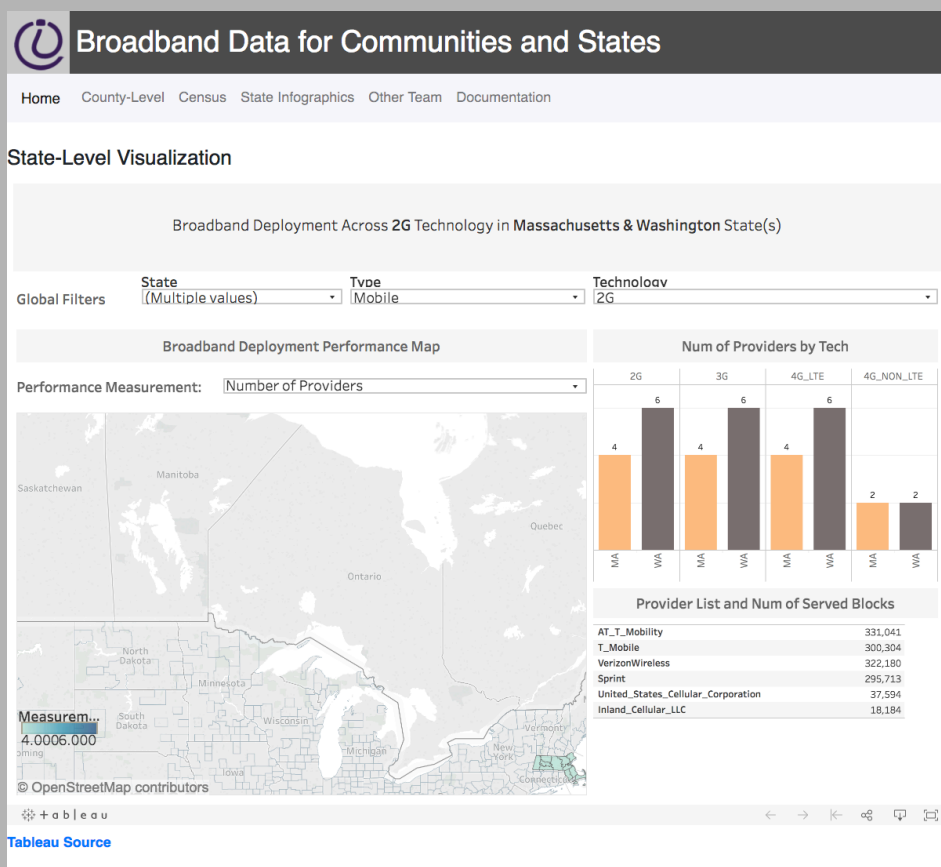 Broadband Data for Communities and States
Home County-Level Census State Infographics Other Team Documentation
State-Level Visualization
Broadband Deployment Across 2G Technology in Massachusetts & Washington State(s)
Global Filters
State
(Multiple values)
Type
Mobile
Technology
2G
Broadband Deployment Performance Map
Performance Measurement: Number of Providers
Saskatchewan
Manitoba
Quebec
Ontario
North
Dakota
Minnesota
South
Dakota
Wisconsin
Michigan
Iowa
oming
Vermont
New
York
Connecticut
Measurem...
4.0006.000
© OpenStreetMap contributors
Num of Providers by Tech
2G 3G 4G_LTE 4G_NON_LTE
4 6 4 6 4 6 2 2
MA WA MA WA MA WA MA WA
Provider List and Num of Served Blocks
AT_T_Mobility 331,041
T_Mobile 300,304
VerizonWireless 322,180
Sprint 295,713
United_States_Cellular_Corporation 37,594
Inland_Cellular_LLC 18,184
+ableau
Tableau Source